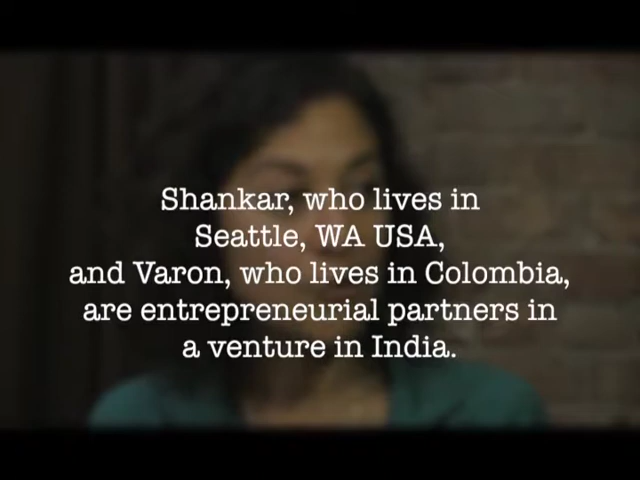 Shankar, who lives in
Seattle, WA USA,
and Varon, who lives in Colombia,
are entrepreneurial partners in
a venture in India.